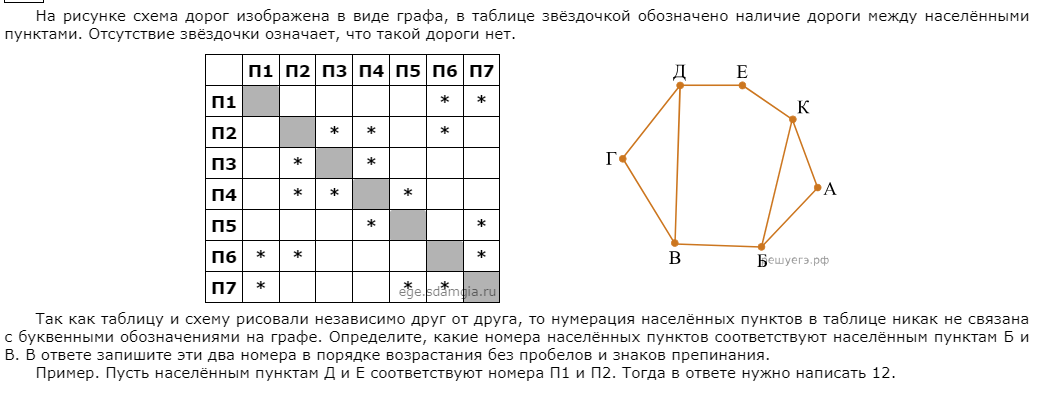 На рисунке схема дорог изображена в виде графа, в таблице звёздочкой обозначено наличие дороги между населёнными
пунктами. Отсутствие звёздочки означает, что такой дороги нет.
П1 П2 П3 П4 П5 П6 П7
П1 * *
П2 * * *
П3 * *
П4 * * *
П5 * *
П6 * * *
П7 * * *
ege.sdamgia.ru
Д Е
К
Г
А
В Б
решуегэ.рф
Так как таблицу и схему рисовали независимо друг от друга, то нумерация населённых пунктов в таблице никак не связана
с буквенными обозначениями на графе. Определите, какие номера населённых пунктов соответствуют населённым пунктам Б и
В. В ответе запишите эти два номера в порядке возрастания без пробелов и знаков препинания.
Пример. Пусть населённым пунктам Д и Е соответствуют номера П1 и П2. Тогда в ответе нужно написать 12.